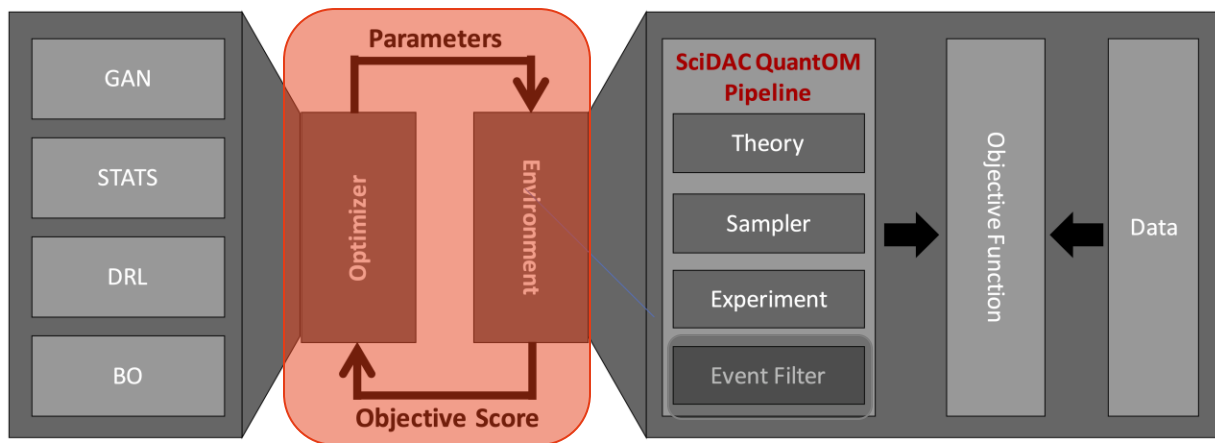 GAN
STATS
DRL
BO
Parameters
Optimizer
Environment
Objective Score
SciDAC QuantOM
Pipeline
Theory
Sampler
Experiment
Event Filter
Objective Function
Data